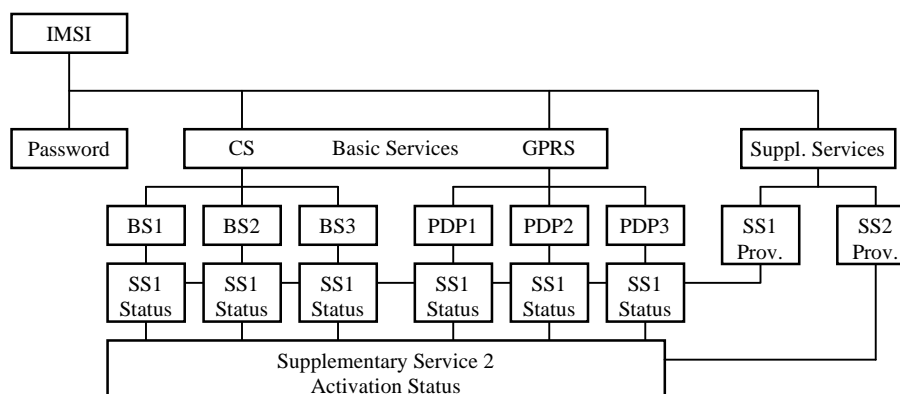 IMSI
Password
CS Basic Services GPRS
Suppl. Services
BS1
BS2
BS3
PDP1
PDP2
PDP3
SS1
Prov.
SS2
Prov.
SS1
Status
SS1
Status
SS1
Status
SS1
Status
SS1
Status
SS1
Status
Supplementary Service 2
Activation Status